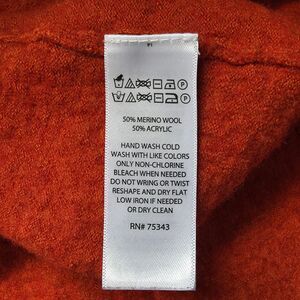 50% MERINO WOOL
50% ACRYLIC
HAND WASH COLD
WASH WITH LIKE COLORS
ONLY NON-CHLORINE
BLEACH WHEN NEEDED
DO NOT WRING OR TWIST
RESHAPE AND DRY FLAT
LOW IRON IF NEEDED
OR DRY CLEAN
RN# 75343